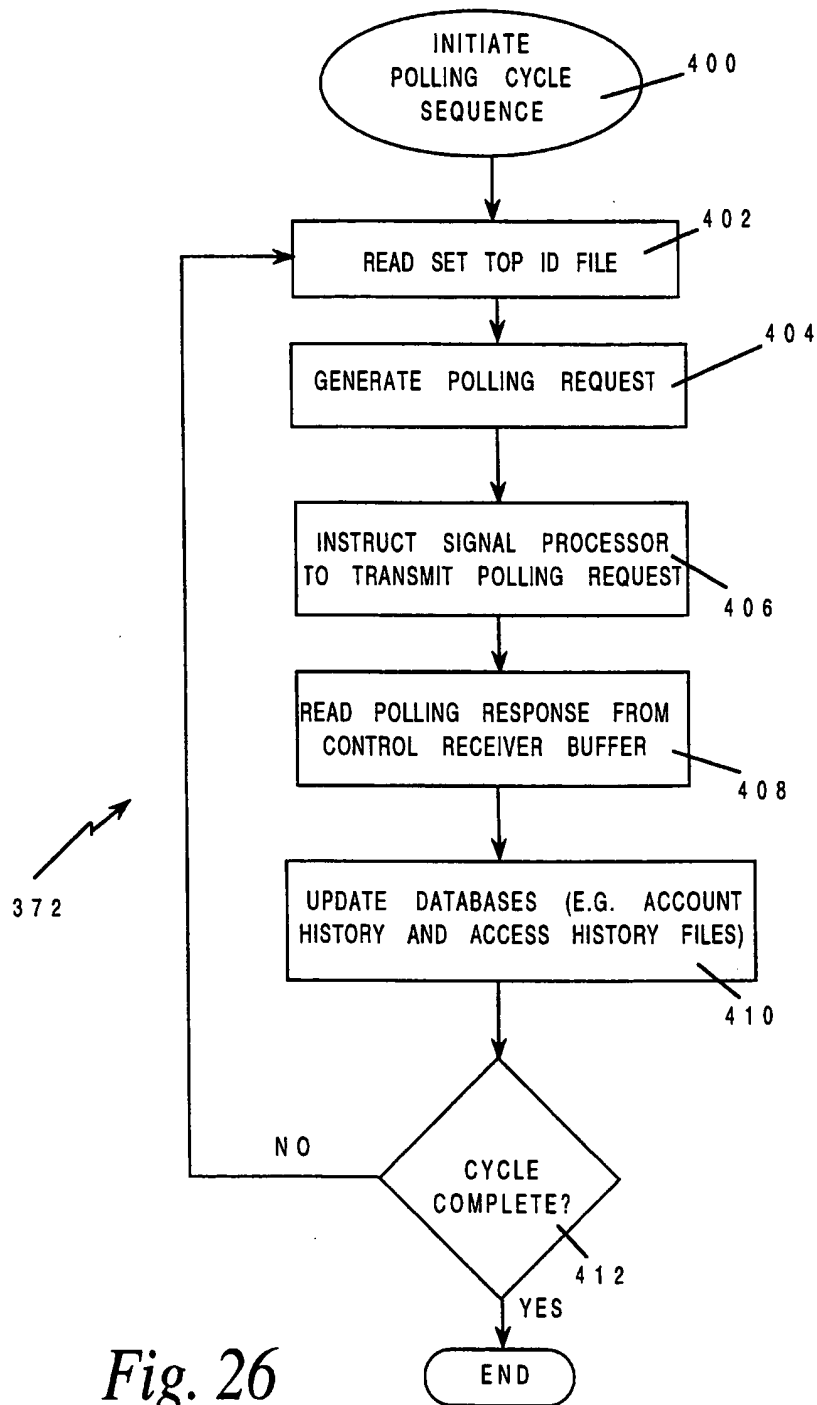 INITIATE
POLLING CYCLE
SEQUENCE
400
402
READ SET TOP ID FILE
404
GENERATE POLLING REQUEST
INSTRUCT SIGNAL PROCESSOR
TO TRANSMIT POLLING REQUEST
406
READ POLLING RESPONSE FROM
CONTROL RECEIVER BUFFER
408
372
UPDATE DATABASES (E.G. ACCOUNT
HISTORY AND ACCESS HISTORY FILES)
410
NO
CYCLE
COMPLETE?
412
YES
END
Fig. 26